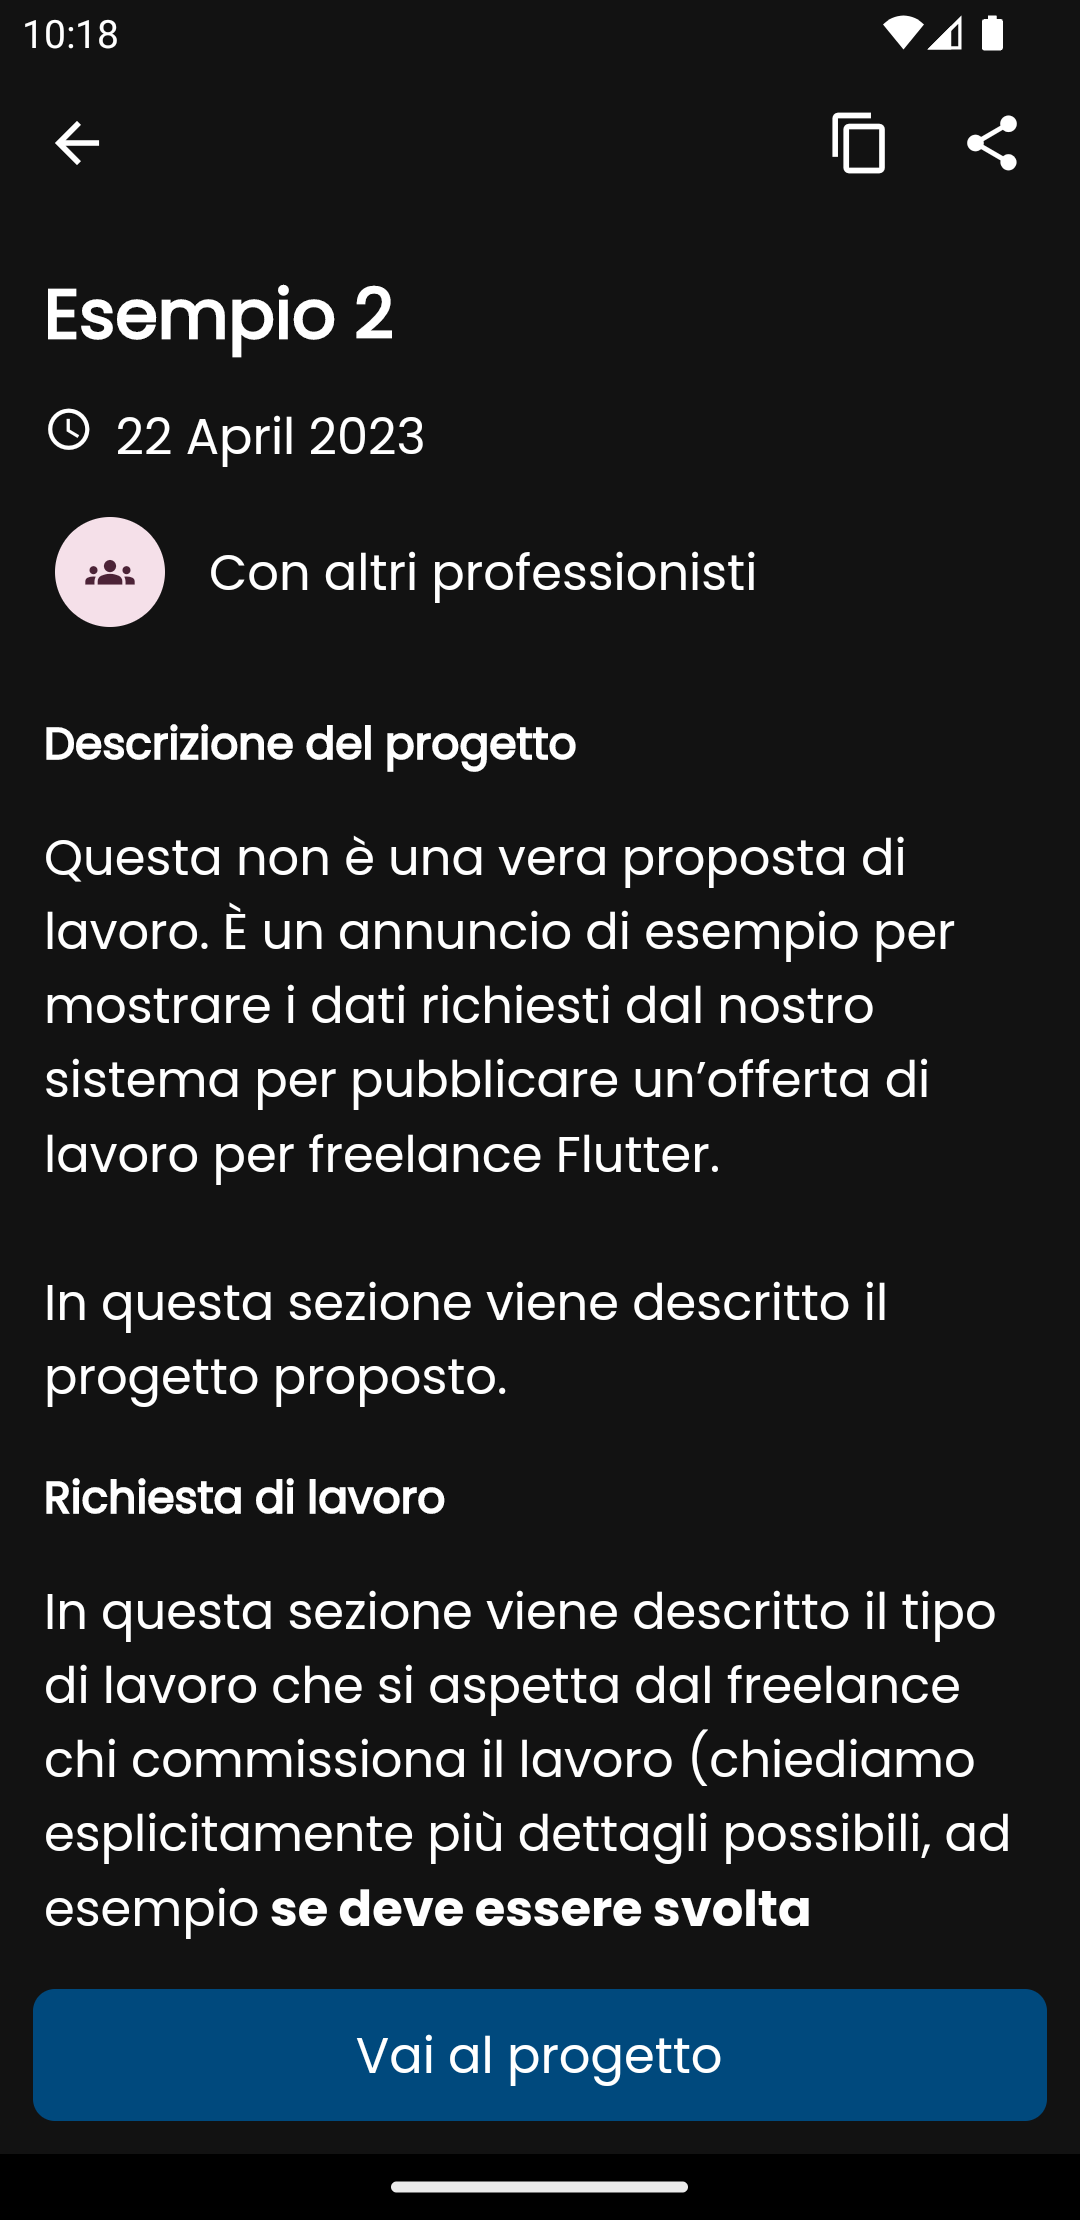 10:18
Esempio 2
22 April 2023
Con altri professionisti
Descrizione del progetto
Questa non è una vera proposta di
lavoro. È un annuncio di esempio per
mostrare i dati richiesti dal nostro
sistema per pubblicare un’offerta di
lavoro per freelance Flutter.
In questa sezione viene descritto il
progetto proposto.
Richiesta di lavoro
In questa sezione viene descritto il tipo
di lavoro che si aspetta dal freelance
chi commissiona il lavoro (chiediamo
esplicitamente più dettagli possibili, ad
esempio se deve essere svolta
Vai al progetto